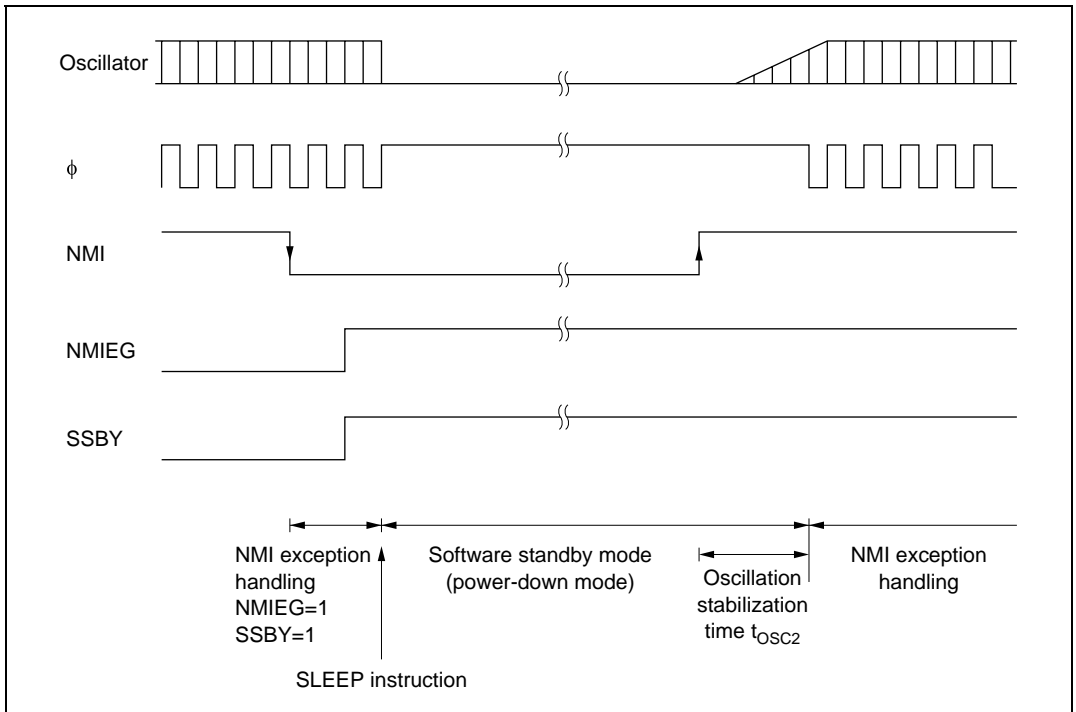 Oscillator
ϕ
NMI
NMIEG
SSBY
NMI exception
handling
NMIEG=1
SSBY=1
SLEEP instruction
Software standby mode
(power-down mode)
Oscillation
stabilization
time tOSC2
NMI exception
handling